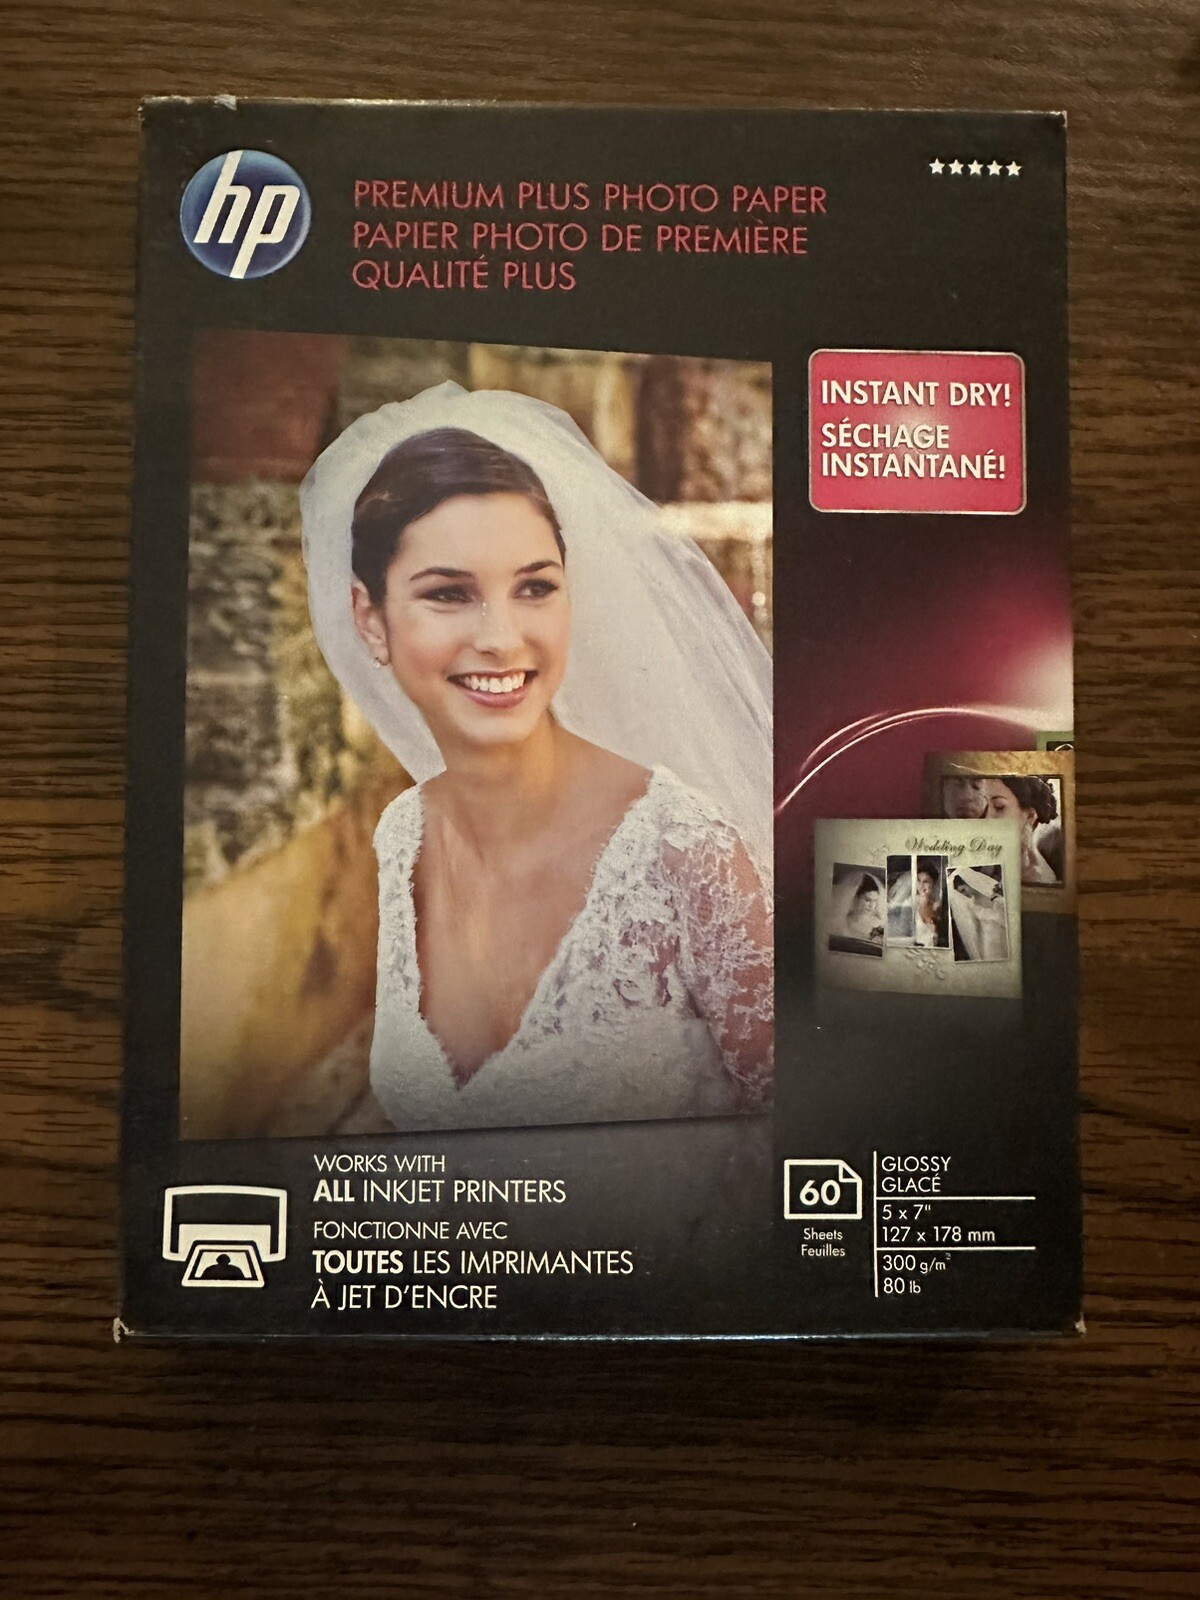 hp
PREMIUM PLUS PHOTO PAPER
PAPIER PHOTO DE PREMIÈRE
QUALITÉ PLUS
INSTANT DRY!
SÉCHAGE
INSTANTANÉ!
Wedding Day
WORKS WITH
ALL INKJET PRINTERS
FONCTIONNE AVEC
TOUTES LES IMPRIMANTES
À JET D'ENCRE
60
Sheets
Feuilles
GLOSSY
GLACÉ
5 x 7"
127 x 178 mm
300 g/m²
80 lb